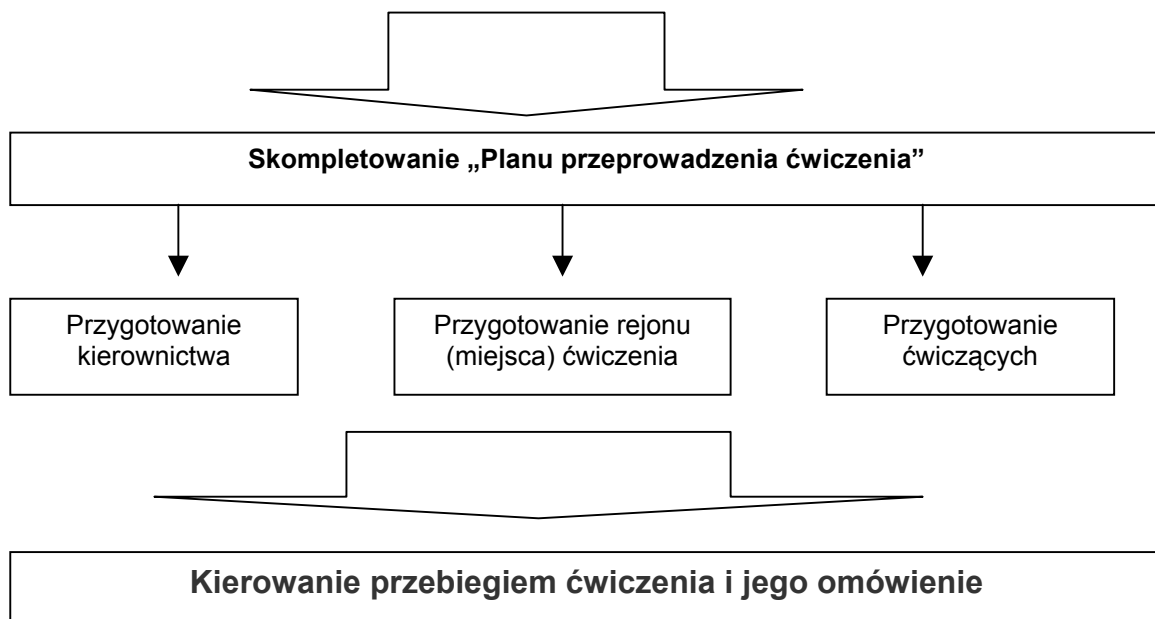 Skompletowanie „Planu przeprowadzenia ćwiczenia”
Przygotowanie
kierownictwa
Przygotowanie rejonu
(miejsca) ćwiczenia
Przygotowanie
ćwiczących
Kierowanie przebiegiem ćwiczenia i jego omówienie